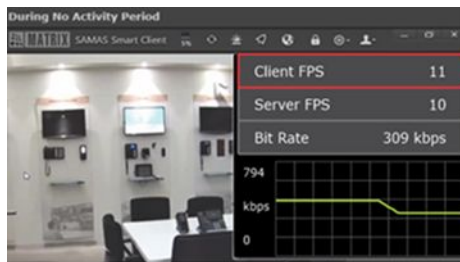 During No Activity Period
MATRIX SAMAS Smart Client
5%
Client FPS 11
Server FPS 10
Bit Rate 309 kbps
794
kbps
0